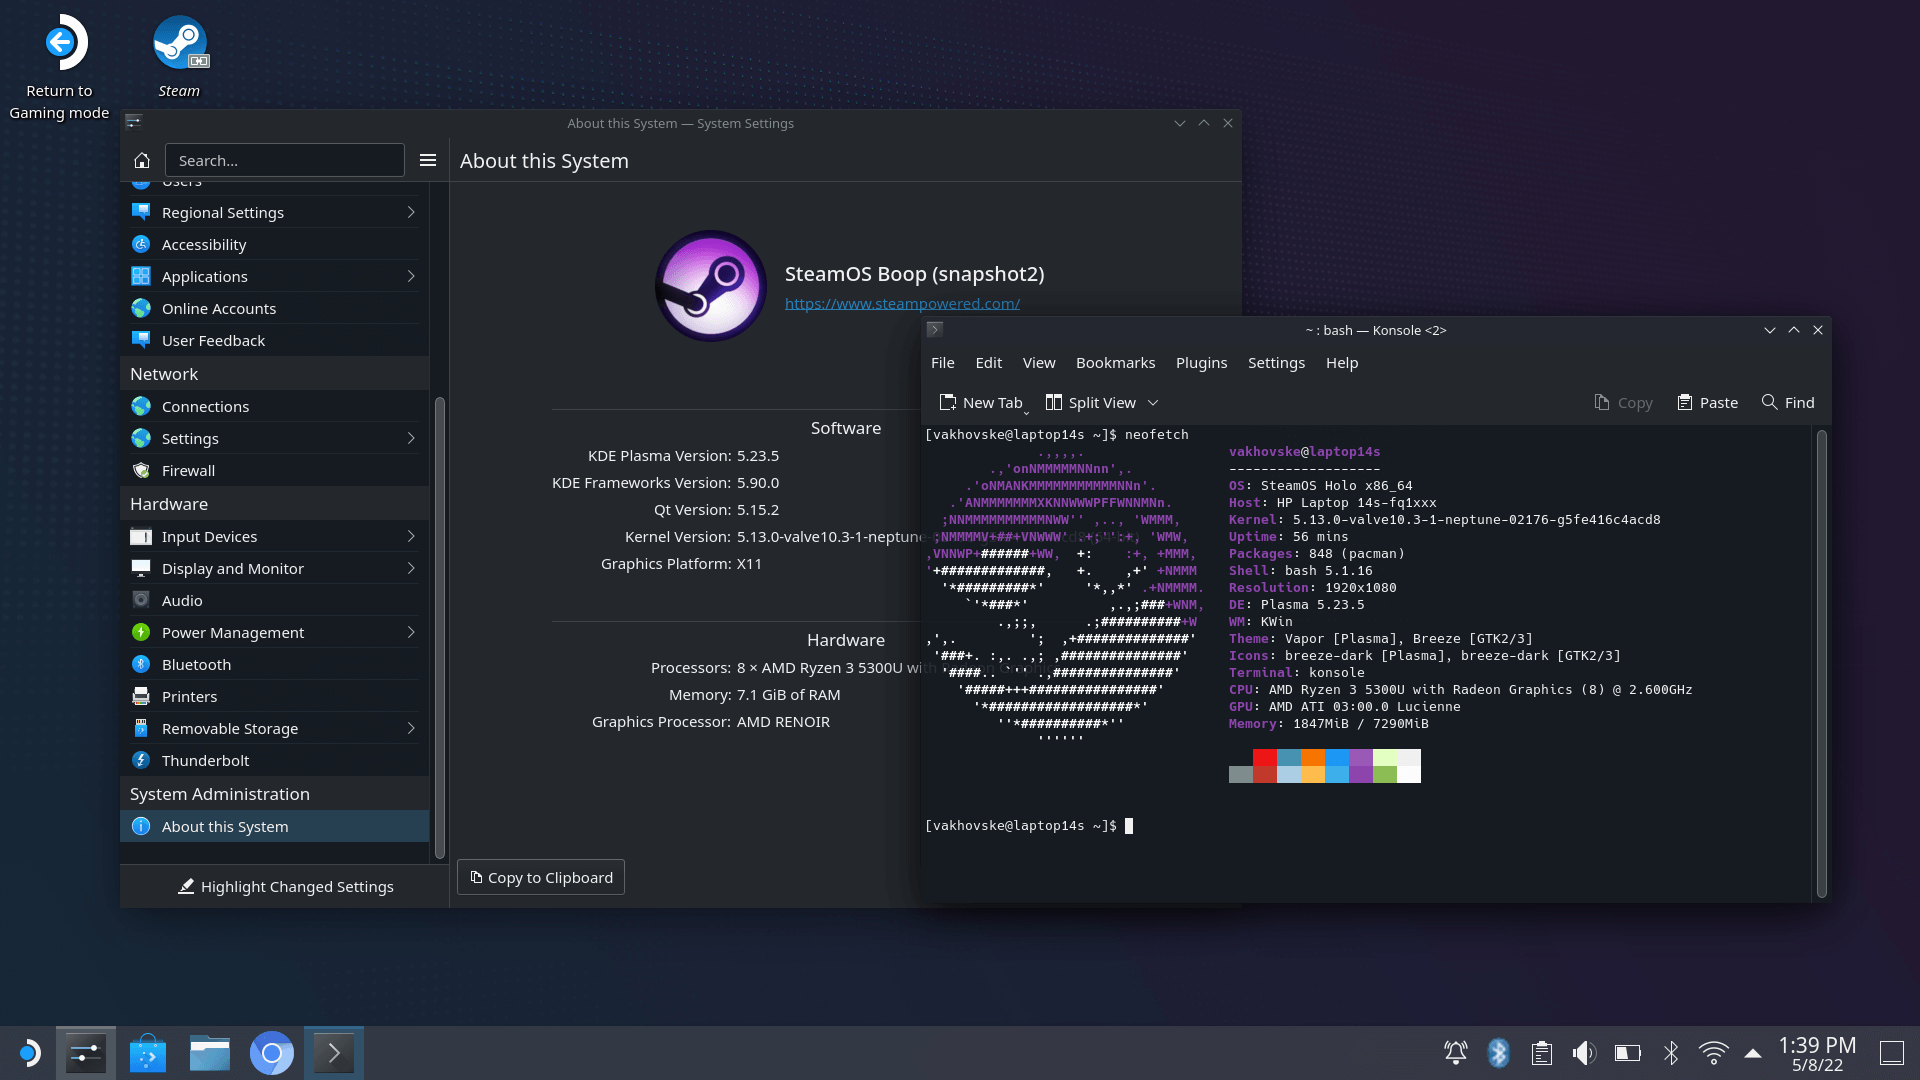 Return to
Gaming mode
Steam
About this System — System Settings
Search...
About this System
Users
Regional Settings
Accessibility
Applications
Online Accounts
User Feedback
Network
Connections
Settings
Firewall
Hardware
Input Devices
Display and Monitor
Audio
Power Management
Bluetooth
Printers
Removable Storage
Thunderbolt
System Administration
About this System
Highlight Changed Settings
SteamOS Boop (snapshot2)
https://www.steampowered.com/
Software
KDE Plasma Version: 5.23.5
KDE Frameworks Version: 5.90.0
Qt Version: 5.15.2
Kernel Version: 5.13.0-valve10.3-1-neptune-
Graphics Platform: X11
Hardware
Processors: 8 × AMD Ryzen 3 5300U with
Memory: 7.1 GiB of RAM
Graphics Processor: AMD RENOIR
Copy to Clipboard
~ : bash — Konsole <2>
File Edit View Bookmarks Plugins Settings Help
New Tab Split View Copy Paste Find
[vakhovske@laptop14s ~]$ neofetch
vakhovske@laptop14s
-------------------
OS: SteamOS Holo x86_64
Host: HP Laptop 14s-fq1xxx
Kernel: 5.13.0-valve10.3-1-neptune-02176-g5fe416c4acd8
Uptime: 56 mins
Packages: 848 (pacman)
Shell: bash 5.1.16
Resolution: 1920x1080
DE: Plasma 5.23.5
WM: KWin
Theme: Vapor [Plasma], Breeze [GTK2/3]
Icons: breeze-dark [Plasma], breeze-dark [GTK2/3]
Terminal: konsole
CPU: AMD Ryzen 3 5300U with Radeon Graphics (8) @ 2.600GHz
GPU: AMD ATI 03:00.0 Lucienne
Memory: 1847MiB / 7290MiB
[vakhovske@laptop14s ~]$
1:39 PM
5/8/22